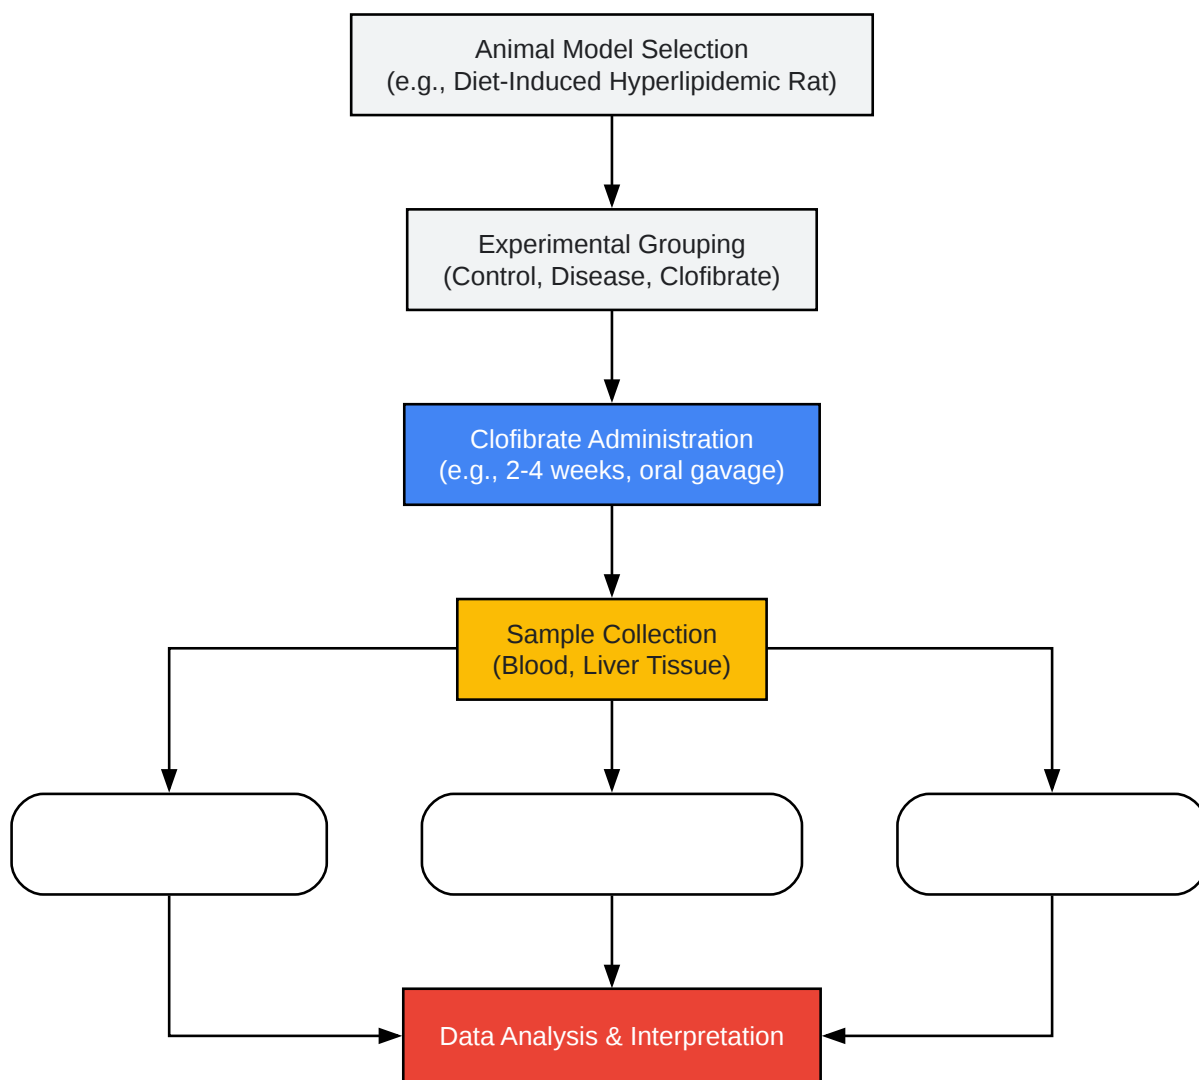 Animal Model Selection
(e.g., Diet-Induced Hyperlipidemic Rat)
Experimental Grouping
(Control, Disease, Clofibrate)
Clofibrate Administration
(e.g., 2-4 weeks, oral gavage)
Sample Collection
(Blood, Liver Tissue)
Data Analysis & Interpretation